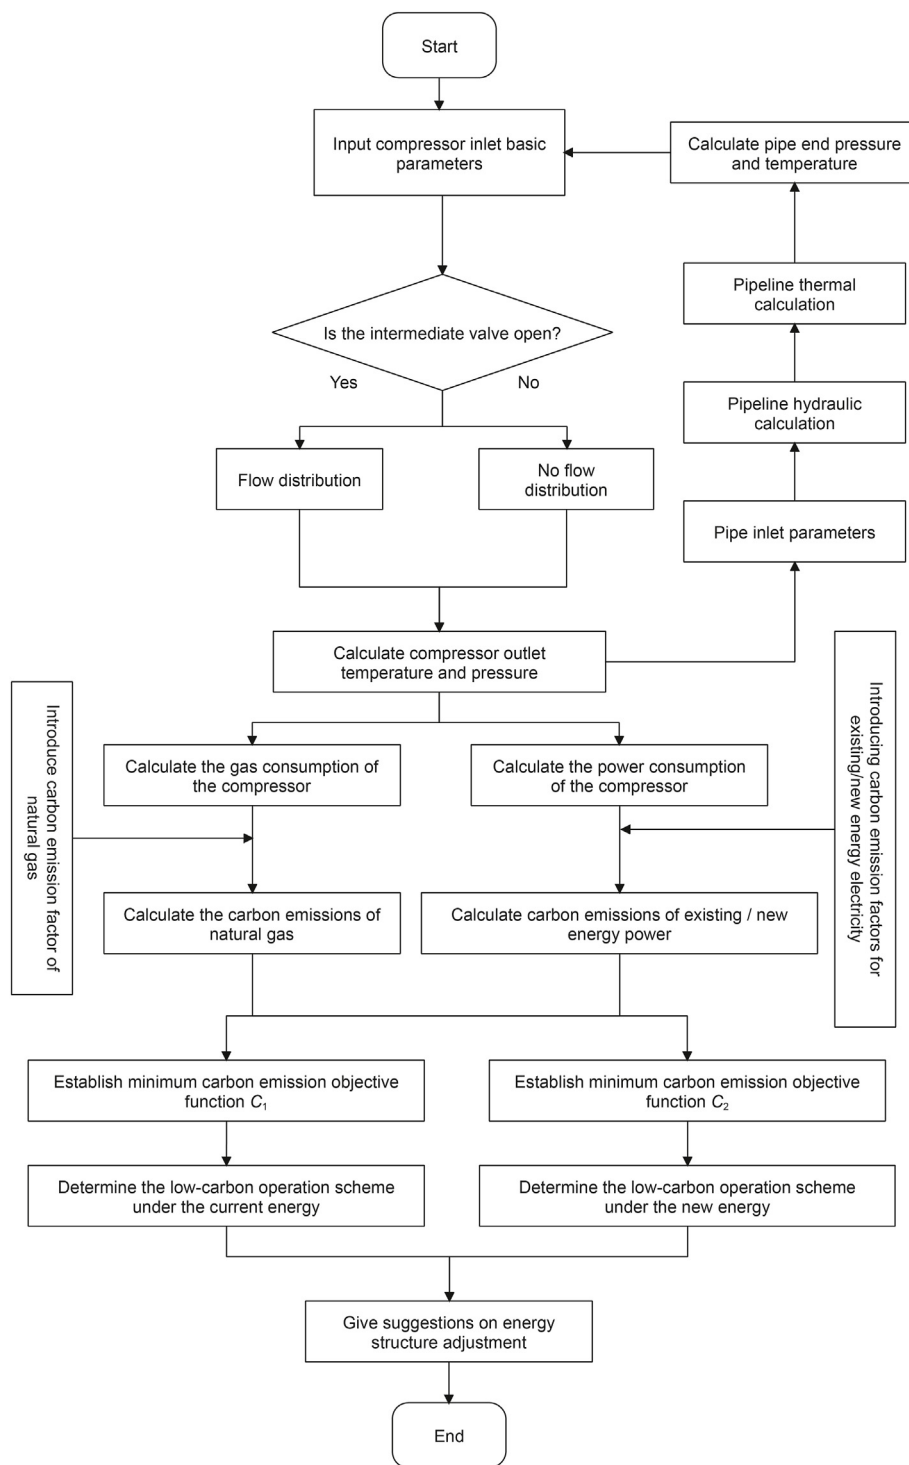 Start
Input compressor inlet basic
parameters
Calculate pipe end pressure
and temperature
Pipeline thermal
calculation
Is the intermediate valve open?
Yes
No
Pipeline hydraulic
calculation
Flow distribution
No flow
distribution
Pipe inlet parameters
Calculate compressor outlet
temperature and pressure
Introduce carbon emission factor of
natural gas
Introducing carbon emission factors for
existing/new energy electricity
Calculate the gas consumption of
the compressor
Calculate the power consumption
of the compressor
Calculate the carbon emissions of
natural gas
Calculate carbon emissions of existing / new
energy power
Establish minimum carbon emission objective
function C₁
Establish minimum carbon emission objective
function C₂
Determine the low-carbon operation scheme
under the current energy
Determine the low-carbon operation scheme
under the new energy
Give suggestions on energy
structure adjustment
End